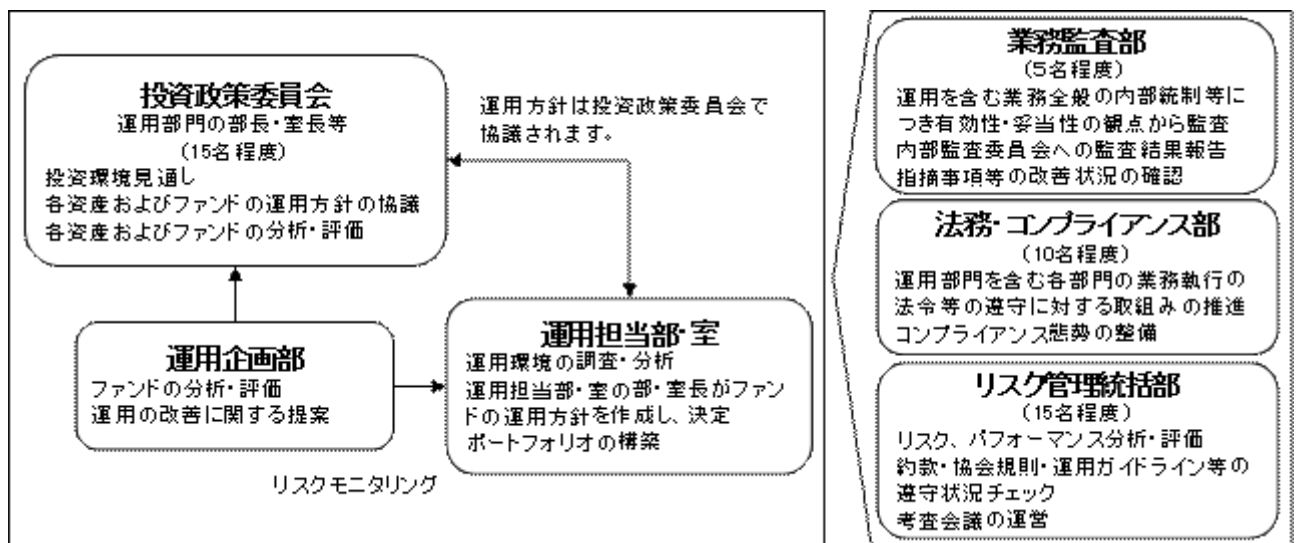 投資政策委員会
運用部門の部長・室長等
(15名程度)
投資環境見通し
各資産およびファンドの運用方針の協議
各資産およびファンドの分析・評価
運用方針は投資政策委員会で
協議されます。
運用企画部
ファンドの分析・評価
運用の改善に関する提案
運用担当部・室
運用環境の調査・分析
運用担当部・室の部・室長がファン
ドの運用方針を作成し、決定
ポートフォリオの構築
リスクモニタリング
業務監査部
(5名程度)
運用を含む業務全般の内部統制等に
つき有効性・妥当性の観点から監査
内部監査委員会への監査結果報告
指摘事項等の改善状況の確認
法務・コンプライアンス部
(10名程度)
運用部門を含む各部門の業務執行の
法令等の遵守に対する取組みの推進
コンプライアンス態勢の整備
リスク管理統括部
(15名程度)
リスク、パフォーマンス分析・評価
約款・協会規則・運用ガイドライン等の
遵守状況チェック
考査会議の運営